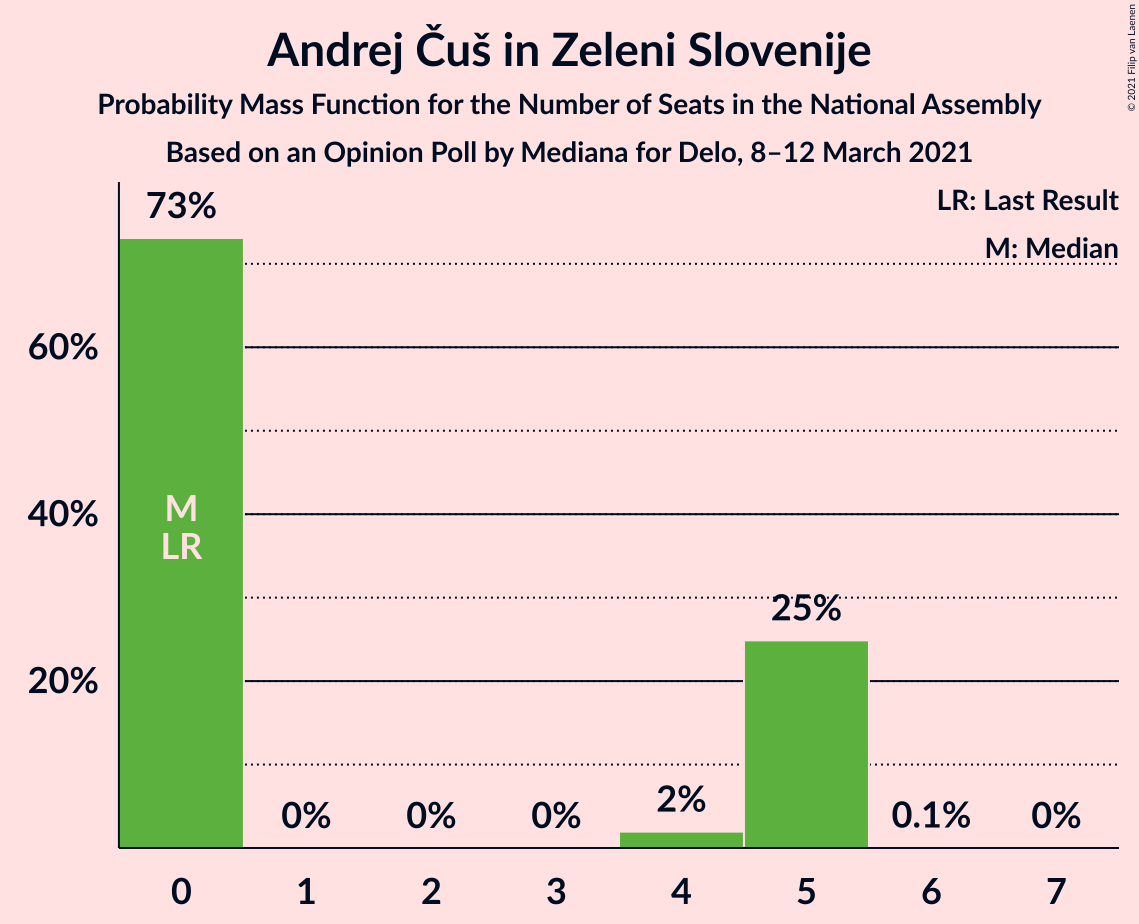 Andrej Čuš in Zeleni Slovenije
Probability Mass Function for the Number of Seats in the National Assembly
Based on an Opinion Poll by Mediana for Delo, 8–12 March 2021
© 2021 Filip van Laenen
LR: Last Result
M: Median
73%
60%
40%
20%
M
LR
0%
0%
0%
2%
25%
0.1%
0%
0 1 2 3 4 5 6 7